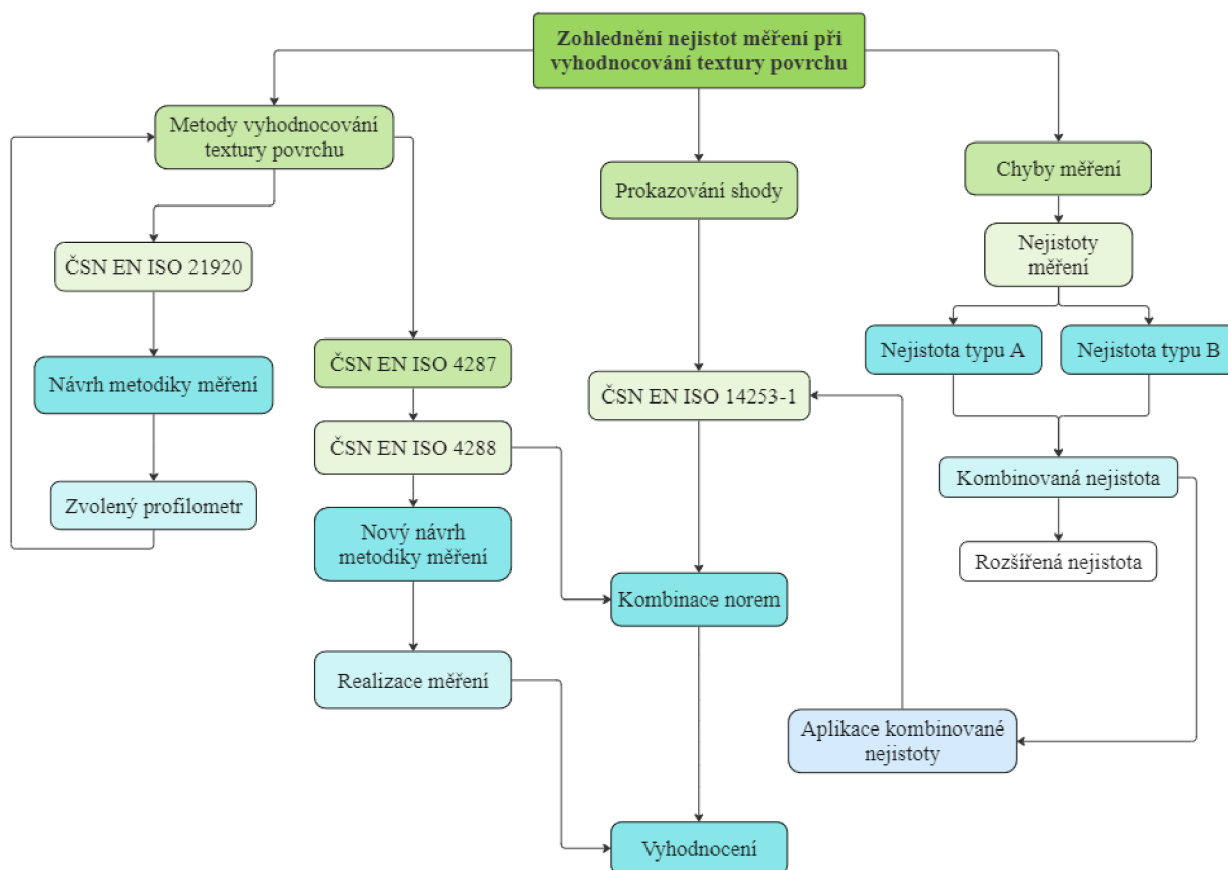 Zohlednění nejistot měření při
vyhodnocování textury povrchu
Metody vyhodnocování
textury povrchu
Chyby měření
Prokazování shody
Nejistoty
měření
ČSN EN ISO 21920
Nejistota typu A
Nejistota typu B
ČSN EN ISO 4287
Návrh metodiky měření
ČSN EN ISO 14253-1
ČSN EN ISO 4288
Kombinovaná nejistota
Zvolený profilometr
Nový návrh
metodiky měření
Rozšířená nejistota
Kombinace norem
Realizace měření
Aplikace kombinované
nejistoty
Vyhodnocení